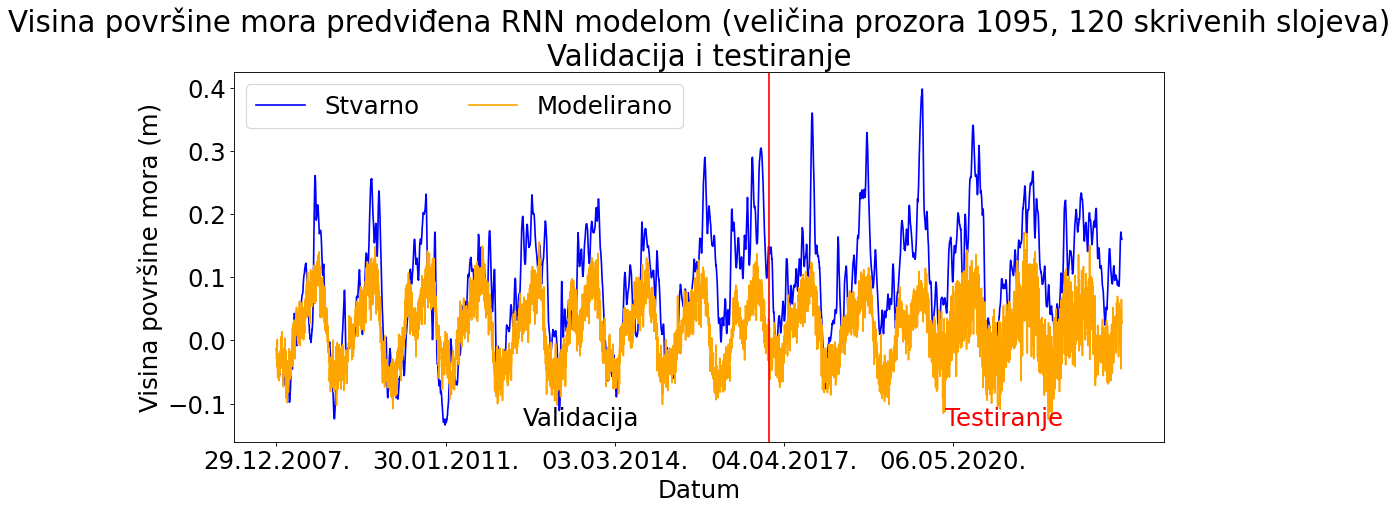 Visina površine mora predviđena RNN modelom (veličina prozora 1095, 120 skrivenih slojeva)
Validacija i testiranje
Stvarno
Modelirano
Visina površine mora (m)
0.4
0.3
0.2
0.1
0.0
−0.1
Validacija
Testiranje
29.12.2007.
30.01.2011.
03.03.2014.
04.04.2017.
06.05.2020.
Datum